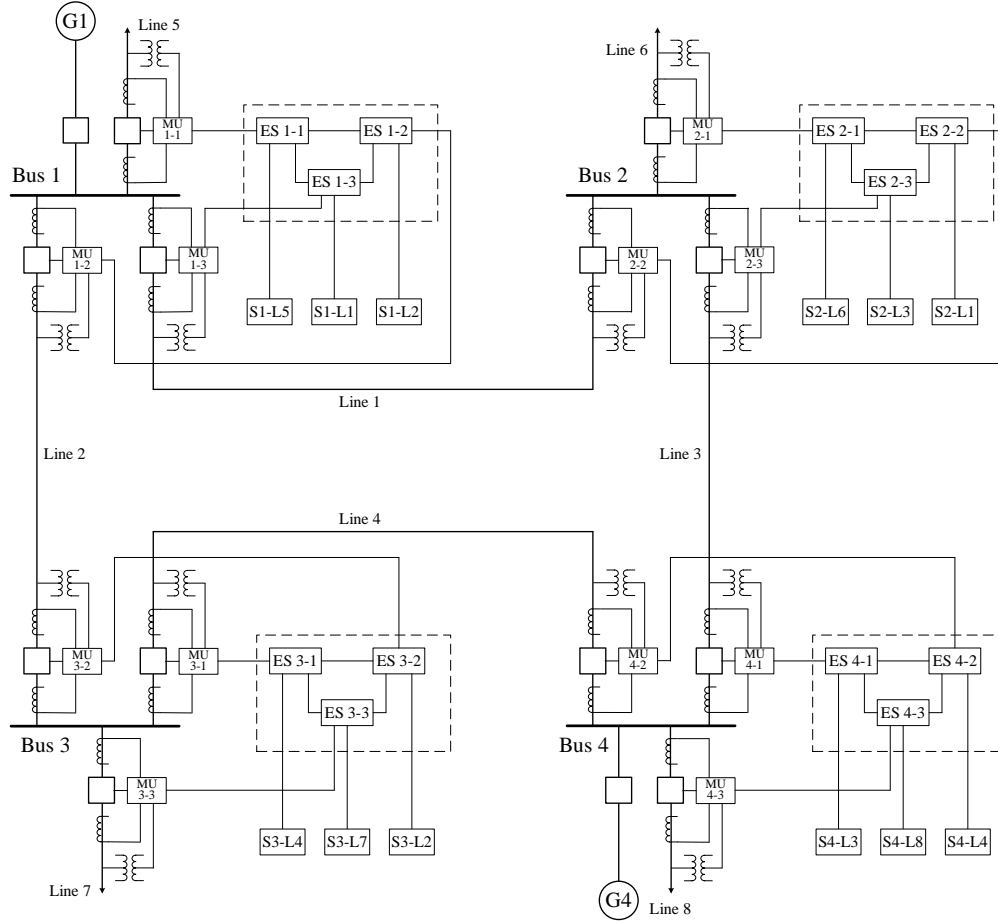 G1
Line 5
Line 6
MU
1-1
ES 1-1
ES 1-2
MU
2-1
ES 2-1
ES 2-2
Bus 1
ES 1-3
Bus 2
ES 2-3
MU
1-2
MU
1-3
MU
2-2
MU
2-3
S1-L5
S1-L1
S1-L2
S2-L6
S2-L3
S2-L1
Line 1
Line 2
Line 3
Line 4
MU
3-2
MU
3-1
ES 3-1
ES 3-2
MU
4-2
MU
4-1
ES 4-1
ES 4-2
ES 3-3
ES 4-3
Bus 3
Bus 4
MU
3-3
MU
4-3
S3-L4
S3-L7
S3-L2
S4-L3
S4-L8
S4-L4
Line 7
G4
Line 8